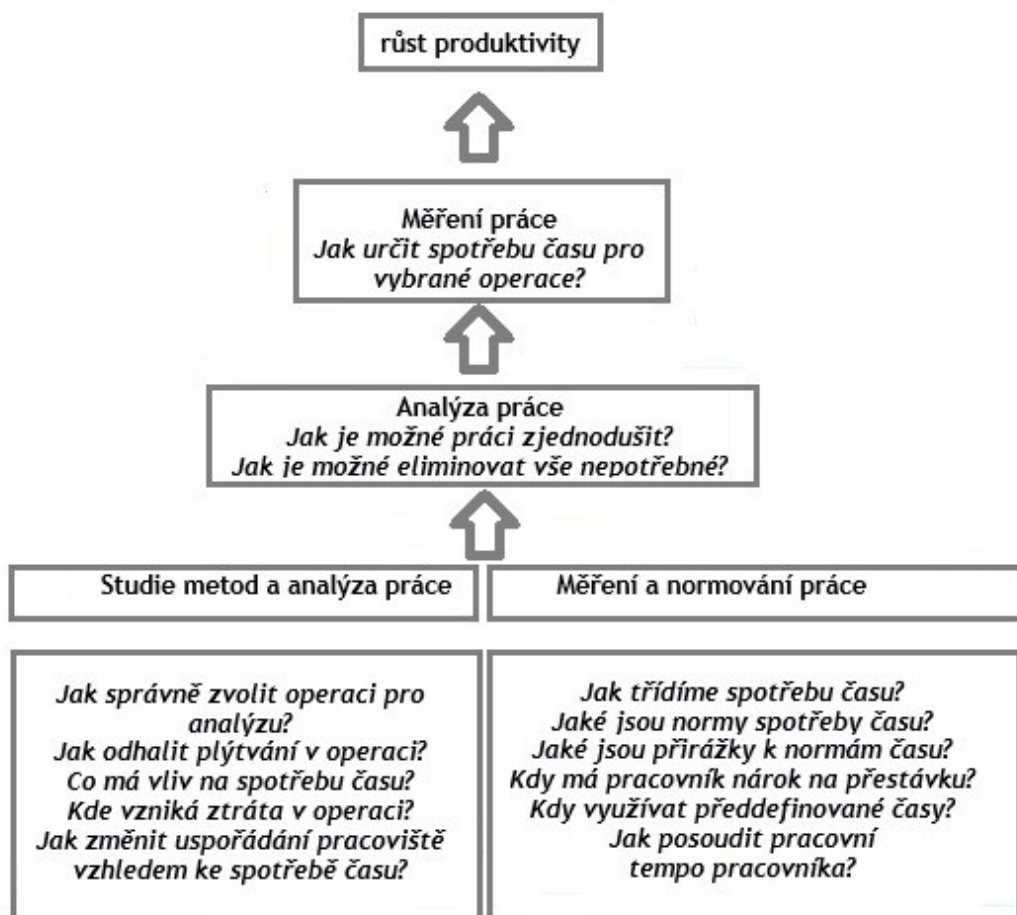 růst produktivity
Měření práce
Jak určit spotřebu času pro
vybrané operace?
Analýza práce
Jak je možné práci zjednodušit?
Jak je možné eliminovat vše nepotřebné?
Studie metod a analýza práce
Měření a normování práce
Jak správně zvolit operaci pro
analýzu?
Jak odhalit plýtvání v operaci?
Co má vliv na spotřebu času?
Kde vzniká ztráta v operaci?
Jak změnit uspořádání pracoviště
vzhledem ke spotřebě času?
Jak třídíme spotřebu času?
Jaké jsou normy spotřeby času?
Jaké jsou přirážky k normám času?
Kdy má pracovník nárok na přestávku?
Kdy využívat předdefinované časy?
Jak posoudit pracovní
tempo pracovníka?